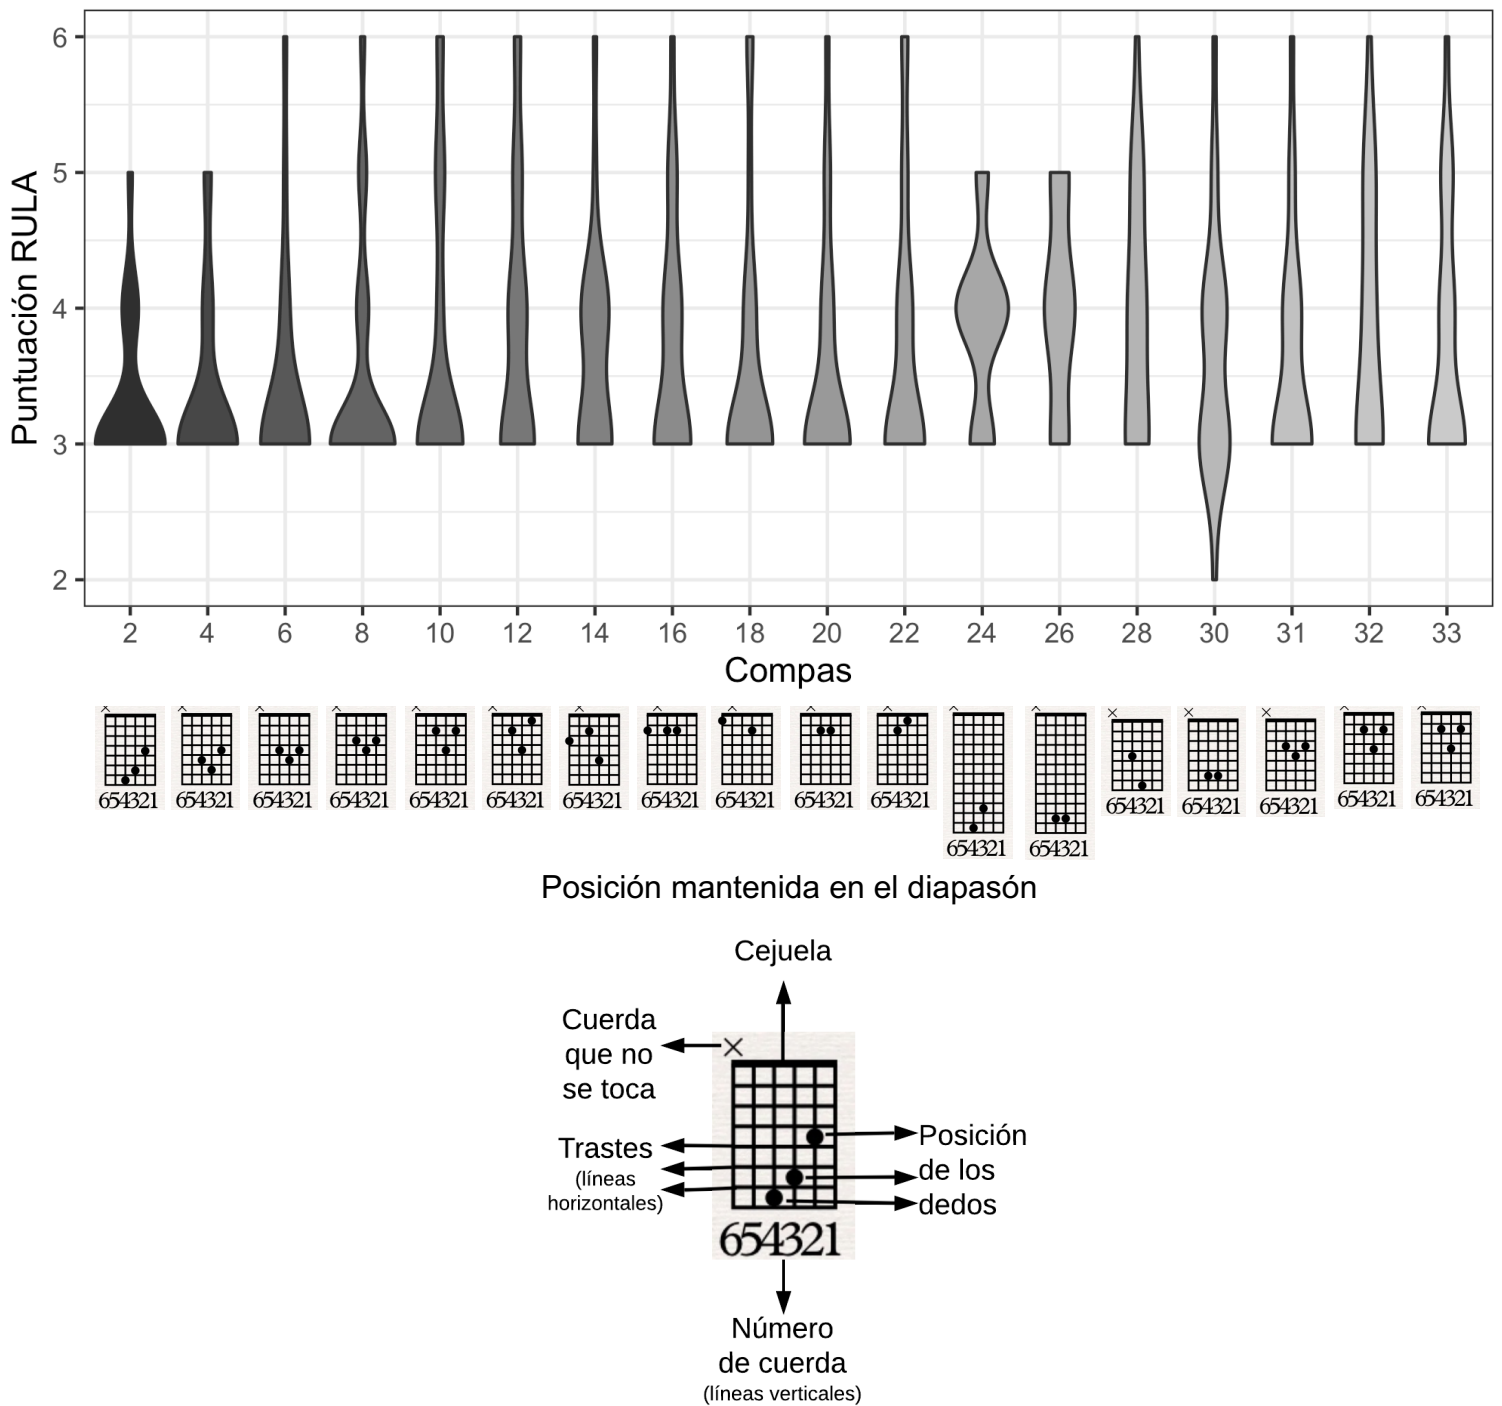 6
5
4
3
2
Puntuación RULA
2 4 6 8 10 12 14 16 18 20 22 24 26 28 30 31 32 33
Compas
× × × × × × × × × × × × × × × × × ×
654321 654321 654321 654321 654321 654321 654321 654321 654321 654321 654321 654321 654321 654321 654321 654321 654321 654321
Posición mantenida en el diapasón
Cejuela
Cuerda
que no
se toca
×
Trastes
(líneas
horizontales)
Posición
de los
dedos
654321
Número
de cuerda
(líneas verticales)